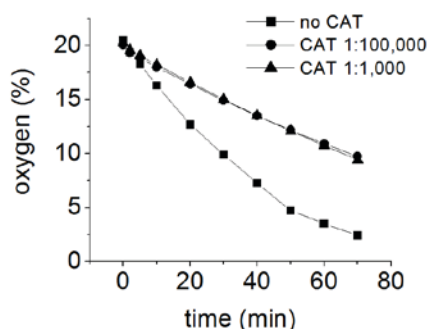 no CAT
CAT 1:100,000
CAT 1:1,000
oxygen (%)
20
15
10
5
0
0 20 40 60 80
time (min)